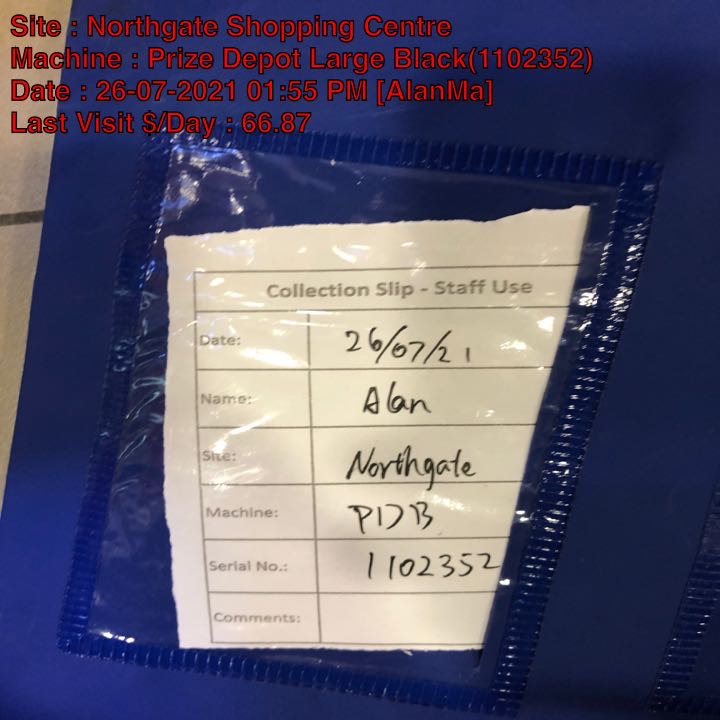 Site : Northgate Shopping Centre
Machine : Prize Depot Large Black(1102352)
Date : 26-07-2021 01:55 PM [AlanMa]
Last Visit $/Day : 66.87
Collection Slip - Staff Use
Date: 26/07/21
Name: Alan
Site: Northgate
Machine: PDB
Serial No.: 1102352
Comments: